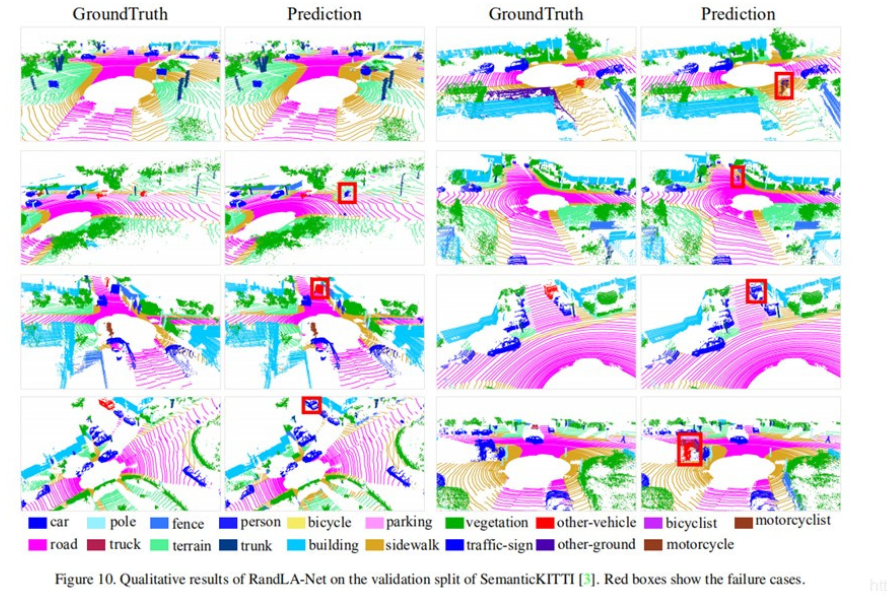 GroundTruth Prediction GroundTruth Prediction
car pole fence person bicycle parking vegetation other-vehicle bicyclist motorcyclist
road truck terrain trunk building sidewalk traffic-sign other-ground motorcycle
Figure 10. Qualitative results of RandLA-Net on the validation split of SemanticKITTI [3]. Red boxes show the failure cases.